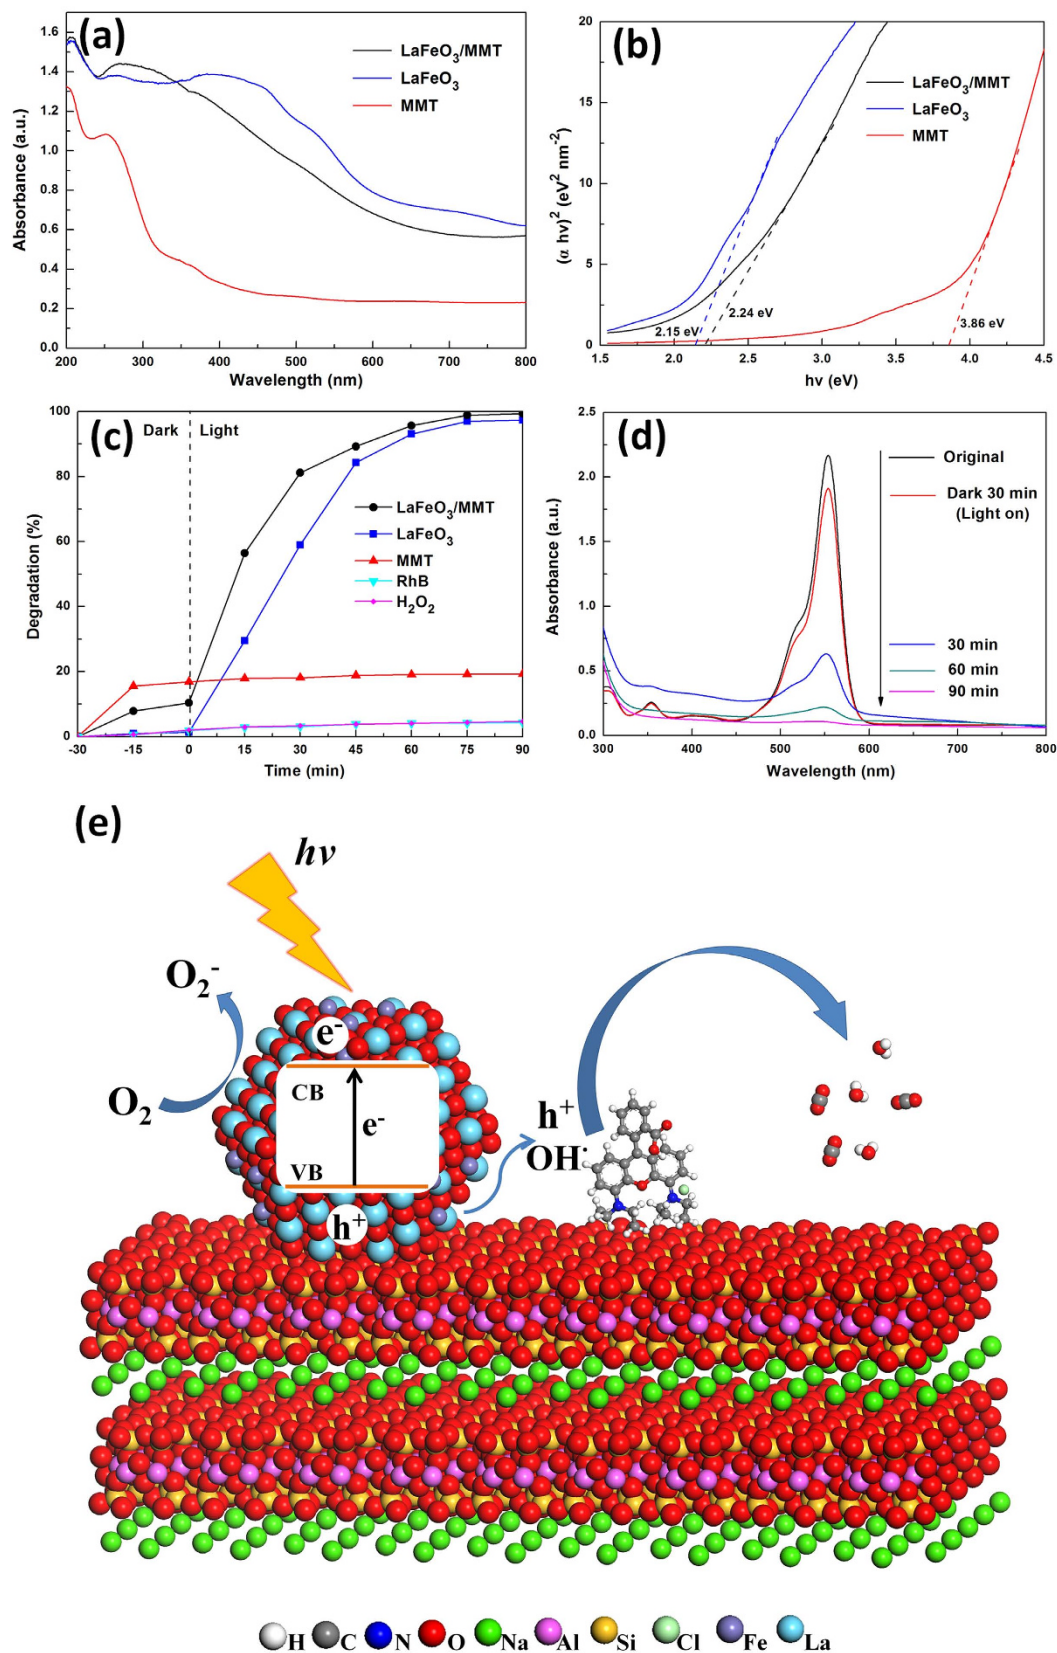 (a)
LaFeO₃/MMT
LaFeO₃
MMT
Absorbance (a.u.)
1.6
1.4
1.2
1.0
0.8
0.6
0.4
0.2
0.0
200 300 400 500 600 700 800
Wavelength (nm)
(b)
LaFeO₃/MMT
LaFeO₃
MMT
(α hv)² (eV² nm⁻²)
20
15
10
5
0
2.15 eV
2.24 eV
3.86 eV
1.5 2.0 2.5 3.0 3.5 4.0 4.5
hv (eV)
(c)
Dark Light
LaFeO₃/MMT
LaFeO₃
MMT
RhB
H₂O₂
Degradation (%)
100
80
60
40
20
0
-30 -15 0 15 30 45 60 75 90
Time (min)
(d)
Original
Dark 30 min
(Light on)
30 min
60 min
90 min
Absorbance (a.u.)
2.5
2.0
1.5
1.0
0.5
0.0
300 400 500 600 700 800
Wavelength (nm)
(e)
hv
O₂⁻
O₂
e⁻
CB
e⁻
VB
h⁺
h⁺
OH·
H C N O Na Al Si Cl Fe La